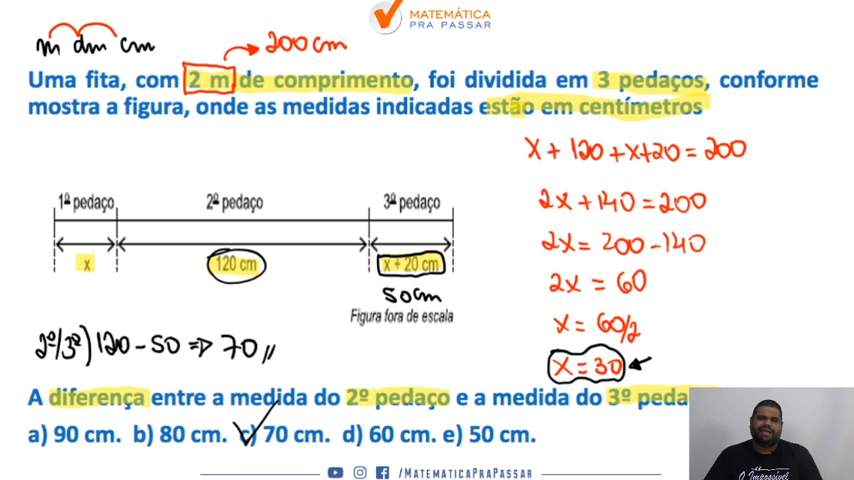 MATEMÁTICA
PRA PASSAR
m dm cm
200 cm
Uma fita, com 2 m de comprimento, foi dividida em 3 pedaços, conforme
mostra a figura, onde as medidas indicadas estão em centímetros
x + 120 + x + 20 = 200
1º pedaço 2º pedaço 3º pedaço
2x + 140 = 200
2x = 200 - 140
x 120 cm x + 20 cm
2x = 60
50 cm
Figura fora de escala
x = 60/2
2º/3º) 120 - 50 => 70 //
x = 30
A diferença entre a medida do 2º pedaço e a medida do 3º peda
a) 90 cm. b) 80 cm. c) 70 cm. d) 60 cm. e) 50 cm.
/MATEMATICAPRAPASSAR
O Impossível